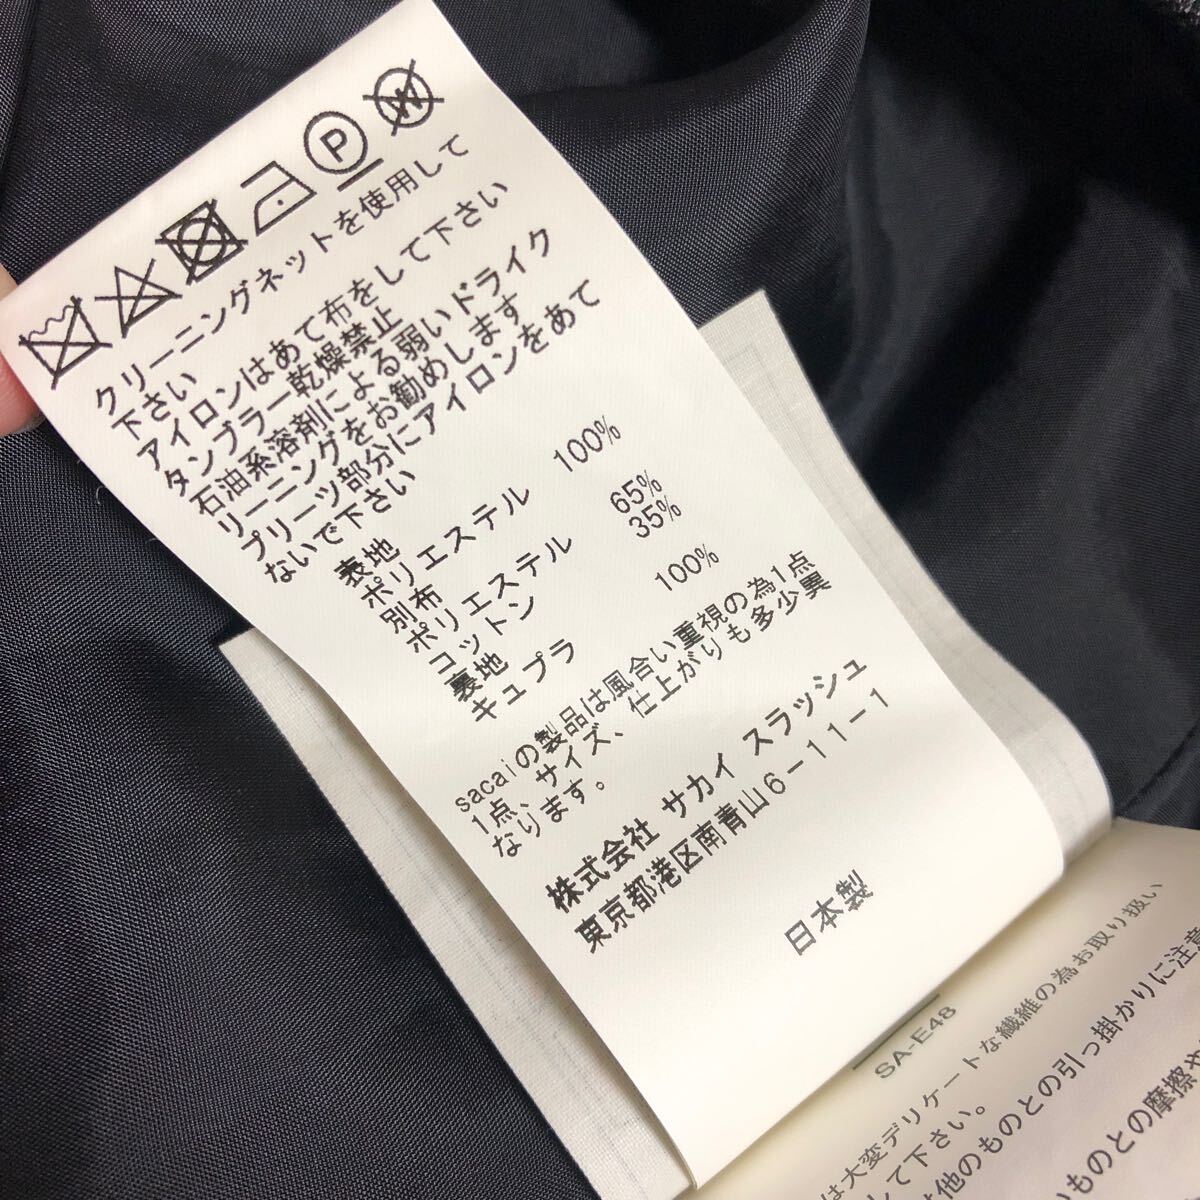 P
W
クリーニングネットを使用して
下さい
アイロンはあて布をして下さい
タンブラー乾燥禁止
石油系溶剤による弱いドライク
リーニングをお勧めします
プリーツ部分にアイロンをあて
ないで下さい
表地
ポリエステル 100%
別布
ポリエステル 65%
コットン 35%
裏地
キュプラ 100%
sacaiの製品は風合い重視の為1点
1点、サイズ、仕上がりも多少異
なります。
株式会社 サカイ スラッシュ
東京都港区南青山6-11-1
日本製
SA-E48
は大変デリケートな繊維の為お取り扱い
して下さい。
他のものとの引っ掛かりに注意
ものとの摩擦や